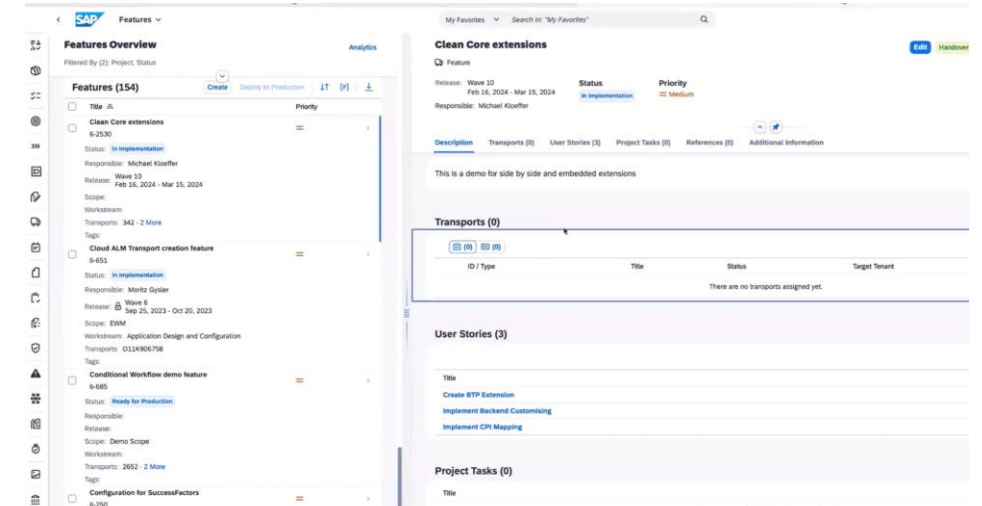 SAP
Features
My Favorites
Search in: "My Favorites"
Features Overview
Analytics
Filtered By (2): Project, Status
Features (154)
Create
Deploy to Production
Title
Priority
Clean Core extensions
6-2530
Status: In Implementation
Responsible: Michael Kloeffer
Release: Wave 10
Feb 16, 2024 - Mar 15, 2024
Scope:
Workstream:
Transports: 342 - 2 More
Tags:
Cloud ALM Transport creation feature
6-651
Status: In Implementation
Responsible: Moritz Gysler
Release: Wave 6
Sep 25, 2023 - Oct 20, 2023
Scope: EWM
Workstream: Application Design and Configuration
Transports: O11K906758
Tags:
Conditional Workflow demo feature
6-685
Status: Ready for Production
Responsible:
Release:
Scope: Demo Scope
Workstream:
Transports: 2652 - 2 More
Tags:
Configuration for SuccessFactors
6-250
Clean Core extensions
Edit
Handover
Feature
Release: Wave 10
Feb 16, 2024 - Mar 15, 2024
Responsible: Michael Kloeffer
Status
In Implementation
Priority
Medium
Description
Transports (0)
User Stories (3)
Project Tasks (0)
References (0)
Additional Information
This is a demo for side by side and embedded extensions
Transports (0)
(0)
(0)
ID / Type
Title
Status
Target Tenant
There are no transports assigned yet.
User Stories (3)
Title
Create BTP Extension
Implement Backend Customising
Implement CPI Mapping
Project Tasks (0)
Title